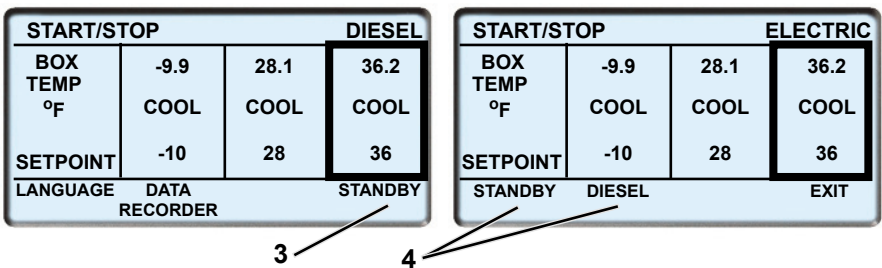 START/STOP DIESEL
BOX TEMP -9.9 28.1 36.2
°F COOL COOL COOL
SETPOINT -10 28 36
LANGUAGE DATA RECORDER STANDBY
3
START/STOP ELECTRIC
BOX TEMP -9.9 28.1 36.2
°F COOL COOL COOL
SETPOINT -10 28 36
STANDBY DIESEL EXIT
4